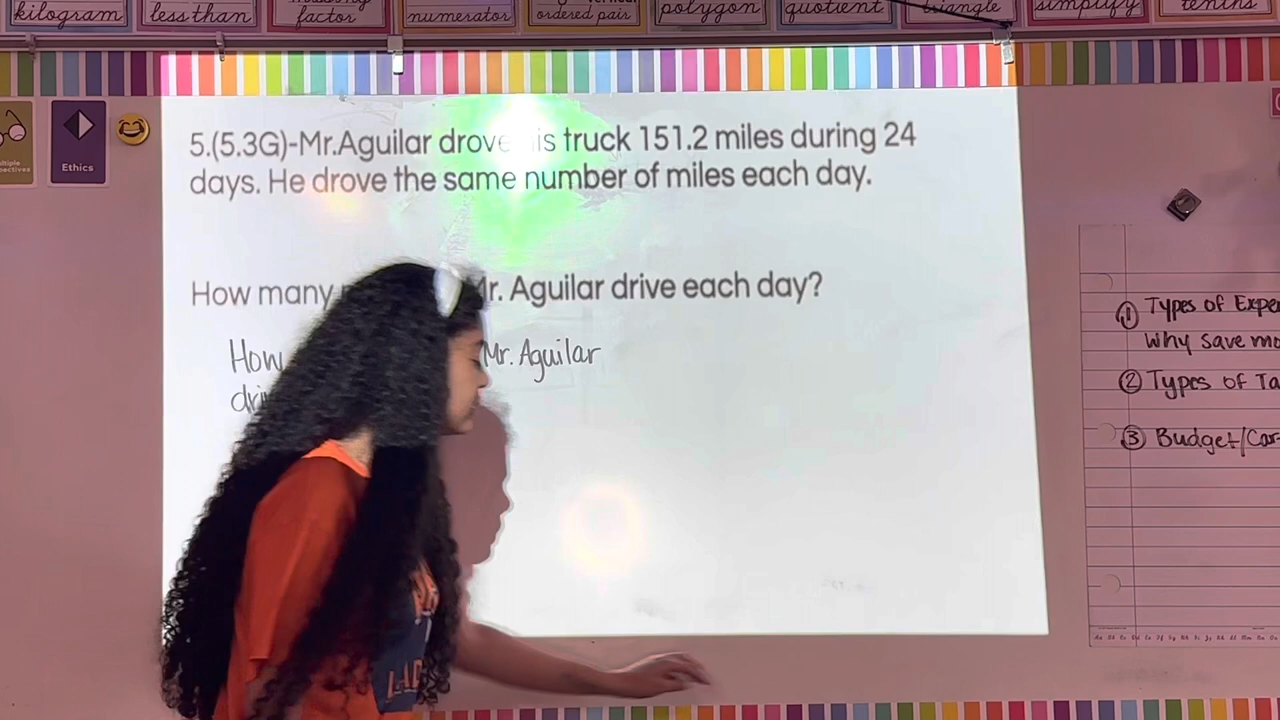 kilogram
less than
factor
numerator
vertical
ordered pair
polygon
quotient
triangle
simplify
tenths
Ethics
5.(5.3G)-Mr.Aguilar drove is truck 151.2 miles during 24
days. He drove the same number of miles each day.
How many Mr. Aguilar drive each day?
How Mr. Aguilar
dri
① Types of Expe
Why save mo
② Types of Ta
③ Budget/Car